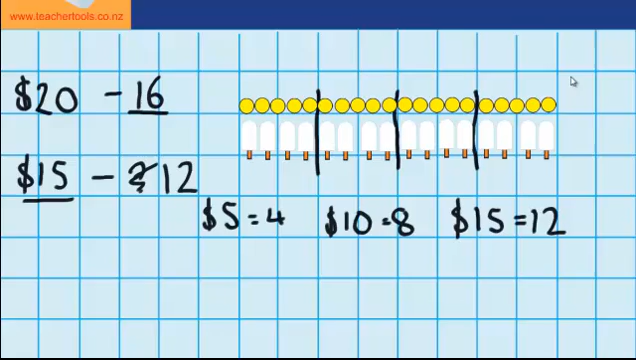 www.teachertools.co.nz
$20 - 16
$15 - 12
$5 = 4 $10 = 8 $15 = 12